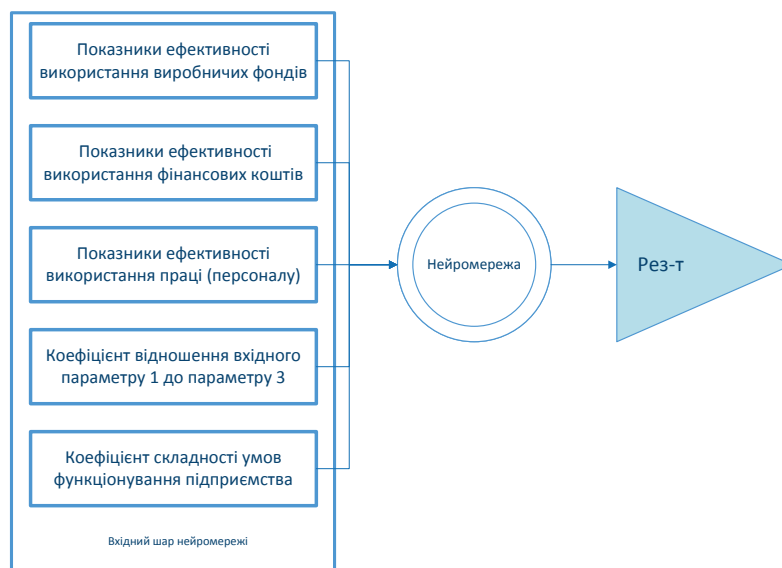 Показники ефективності
використання виробничих фондів
Показники ефективності
використання фінансових коштів
Показники ефективності
використання праці (персоналу)
Коефіцієнт відношення вхідного
параметру 1 до параметру 3
Коефіцієнт складності умов
функціонування підприємства
Вхідний шар нейромережі
Нейромережа
Рез-т